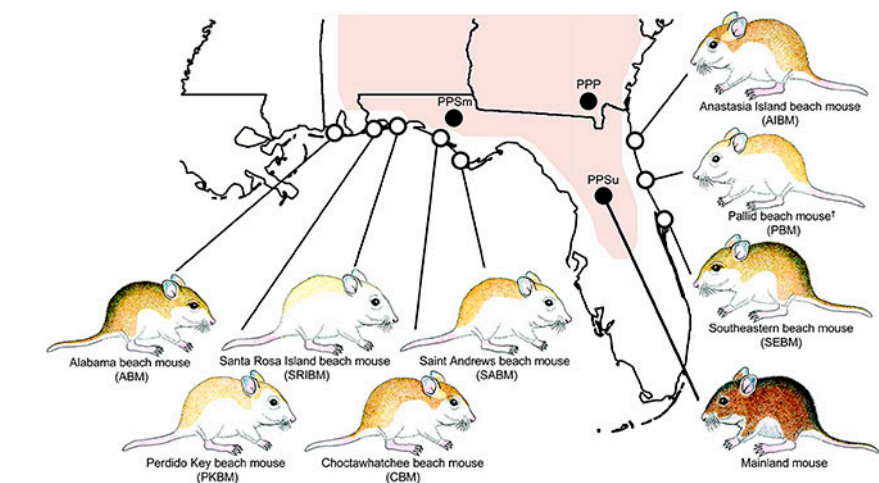 PPSm
PPP
PPSu
Anastasia Island beach mouse
(AIBM)
Pallid beach mouse†
(PBM)
Southeastern beach mouse
(SEBM)
Mainland mouse
Alabama beach mouse
(ABM)
Santa Rosa Island beach mouse
(SRIBM)
Saint Andrews beach mouse
(SABM)
Perdido Key beach mouse
(PKBM)
Choctawhatchee beach mouse
(CBM)